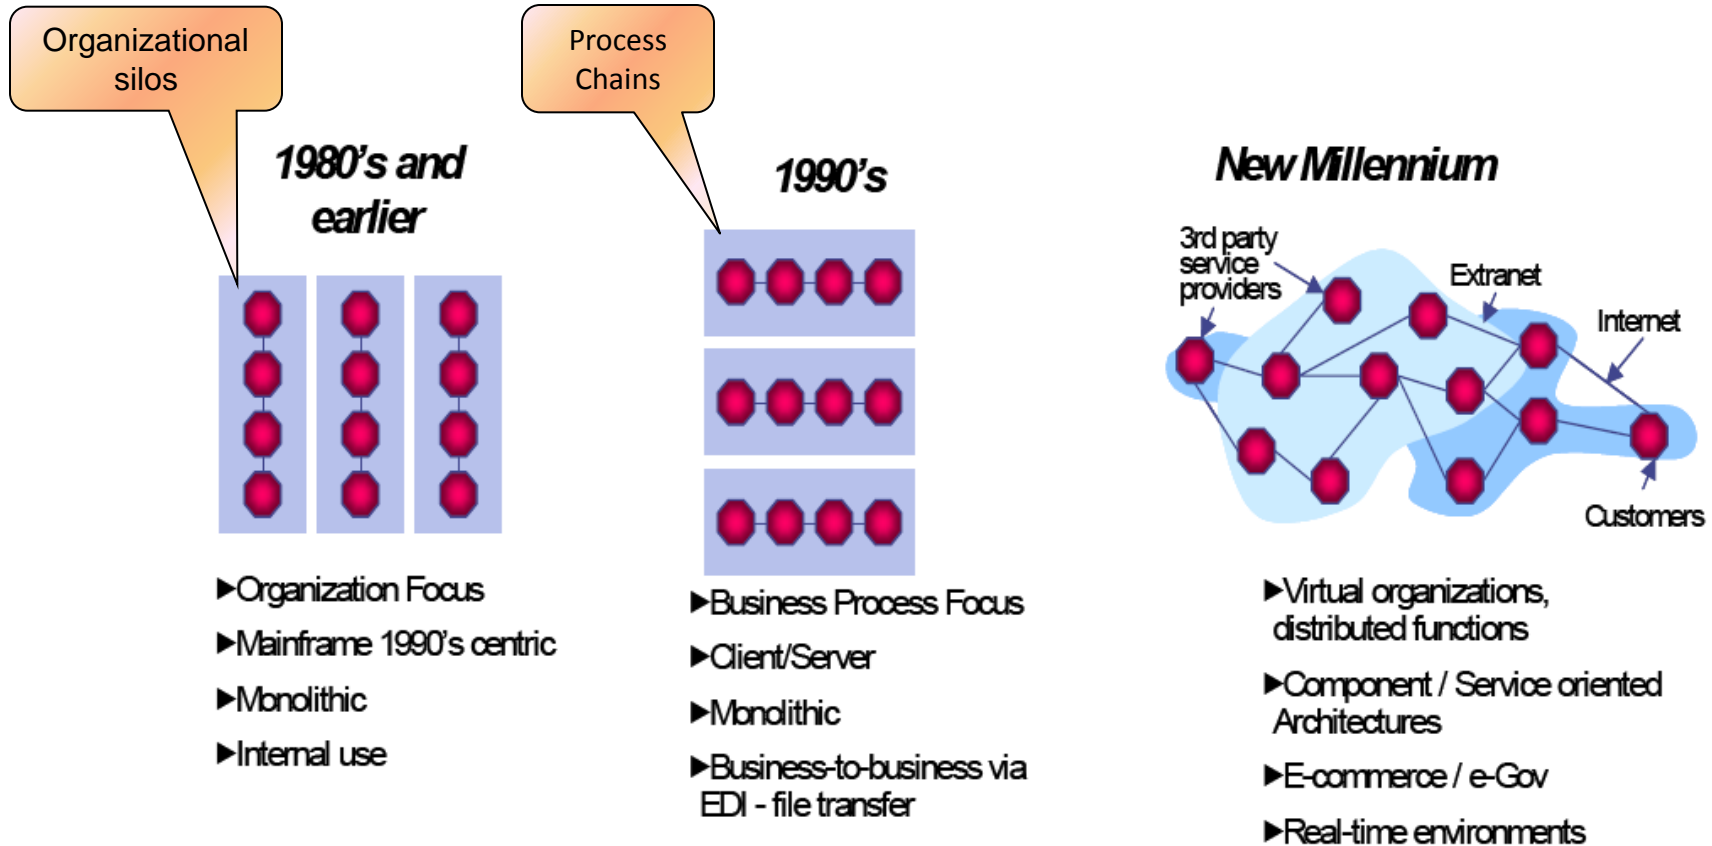 Organizational
silos
1980's and
earlier
►Organization Focus
►Mainframe 1990's centric
►Monolithic
►Internal use
Process
Chains
1990's
►Business Process Focus
►Client/Server
►Monolithic
►Business-to-business via
EDI - file transfer
New Millennium
3rd party
service
providers
Extranet
Internet
Customers
►Virtual organizations,
distributed functions
►Component / Service oriented
Architectures
►E-commerce / e-Gov
►Real-time environments